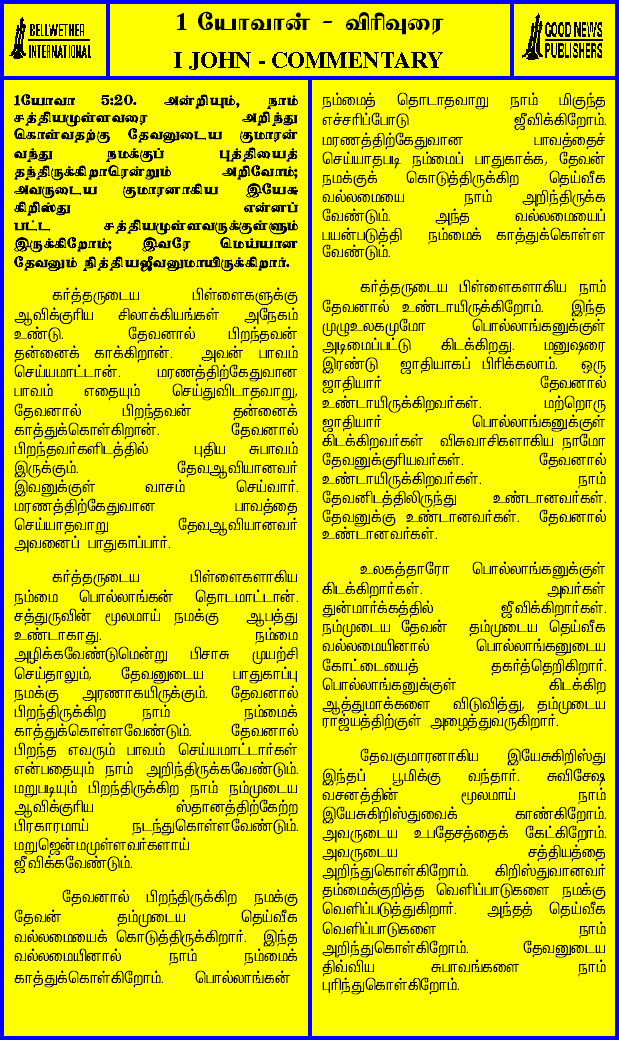 BELLWETHER
INTERNATIONAL
1 யோவான் - விரிவுரை
I JOHN - COMMENTARY
GOOD NEWS
PUBLISHERS
1யோவா 5:20. அன்றியும், நாம்
சத்தியமுள்ளவரை அறிந்து
கொள்வதற்கு தேவனுடைய குமாரன்
வந்து நமக்குப் புத்தியைத்
தந்திருக்கிறாரென்றும் அறிவோம்;
அவருடைய குமாரனாகிய இயேசு
கிறிஸ்து என்னப்
பட்ட சத்தியமுள்ளவருக்குள்ளும்
இருக்கிறோம்; இவரே மெய்யான
தேவனும் நித்தியஜீவனுமாயிருக்கிறார்.
கர்த்தருடைய பிள்ளைகளுக்கு
ஆவிக்குரிய சிலாக்கியங்கள் அநேகம்
உண்டு. தேவனால் பிறந்தவன்
தன்னைக் காக்கிறான். அவன் பாவம்
செய்யமாட்டான். மரணத்திற்கேதுவான
பாவம் எதையும் செய்துவிடாதவாறு,
தேவனால் பிறந்தவன் தன்னைக்
காத்துக்கொள்கிறான். தேவனால்
பிறந்தவர்களிடத்தில் புதிய சுபாவம்
இருக்கும். தேவஆவியானவர்
இவனுக்குள் வாசம் செய்வார்.
மரணத்திற்கேதுவான பாவத்தை
செய்யாதவாறு தேவஆவியானவர்
அவனைப் பாதுகாப்பார்.
கர்த்தருடைய பிள்ளைகளாகிய
நம்மை பொல்லாங்கன் தொடமாட்டான்.
சத்துருவின் மூலமாய் நமக்கு ஆபத்து
உண்டாகாது. நம்மை
அழிக்கவேண்டுமென்று பிசாசு முயற்சி
செய்தாலும், தேவனுடைய பாதுகாப்பு
நமக்கு அரணாகயிருக்கும். தேவனால்
பிறந்திருக்கிற நாம் நம்மைக்
காத்துக்கொள்ளவேண்டும். தேவனால்
பிறந்த எவரும் பாவம் செய்யமாட்டார்கள்
என்பதையும் நாம் அறிந்திருக்கவேண்டும்.
மறுபடியும் பிறந்திருக்கிற நாம் நம்முடைய
ஆவிக்குரிய ஸ்தானத்திற்கேற்ற
பிரகாரமாய் நடந்துகொள்ளவேண்டும்.
மறுஜென்மமுள்ளவர்களாய்
ஜீவிக்கவேண்டும்.
தேவனால் பிறந்திருக்கிற நமக்கு
தேவன் தம்முடைய தெய்வீக
வல்லமையைக் கொடுத்திருக்கிறார். இந்த
வல்லமையினால் நாம் நம்மைக்
காத்துக்கொள்கிறோம். பொல்லாங்கன்
நம்மைத் தொடாதவாறு நாம் மிகுந்த
எச்சரிப்போடு ஜீவிக்கிறோம்.
மரணத்திற்கேதுவான பாவத்தைச்
செய்யாதபடி நம்மைப் பாதுகாக்க, தேவன்
நமக்குக் கொடுத்திருக்கிற தெய்வீக
வல்லமையை நாம் அறிந்திருக்க
வேண்டும். அந்த வல்லமையைப்
பயன்படுத்தி நம்மைக் காத்துக்கொள்ள
வேண்டும்.
கர்த்தருடைய பிள்ளைகளாகிய நாம்
தேவனால் உண்டாயிருக்கிறோம். இந்த
முழுஉலகமுமோ பொல்லாங்கனுக்குள்
அடிமைப்பட்டு கிடக்கிறது. மனுஷரை
இரண்டு ஜாதியாகப் பிரிக்கலாம். ஒரு
ஜாதியார் தேவனால்
உண்டாயிருக்கிறவர்கள். மற்றொரு
ஜாதியார் பொல்லாங்கனுக்குள்
கிடக்கிறவர்கள் விசுவாசிகளாகிய நாமோ
தேவனுக்குரியவர்கள். தேவனால்
உண்டாயிருக்கிறவர்கள். நாம்
தேவனிடத்திலிருந்து உண்டானவர்கள்.
தேவனுக்கு உண்டானவர்கள். தேவனால்
உண்டானவர்கள்.
உலகத்தாரோ பொல்லாங்கனுக்குள்
கிடக்கிறார்கள். அவர்கள்
துன்மார்க்கத்தில் ஜீவிக்கிறார்கள்.
நம்முடைய தேவன் தம்முடைய தெய்வீக
வல்லமையினால் பொல்லாங்கனுடைய
கோட்டையைத் தகர்த்தெறிகிறார்.
பொல்லாங்கனுக்குள் கிடக்கிற
ஆத்துமாக்களை விடுவித்து, தம்முடைய
ராஜ்யத்திற்குள் அழைத்துவருகிறார்.
தேவகுமாரனாகிய இயேசுகிறிஸ்து
இந்தப் பூமிக்கு வந்தார். சுவிசேஷ
வசனத்தின் மூலமாய் நாம்
இயேசுகிறிஸ்துவைக் காண்கிறோம்.
அவருடைய உபதேசத்தைக் கேட்கிறோம்.
அவருடைய சத்தியத்தை
அறிந்துகொள்கிறோம். கிறிஸ்துவானவர்
தம்மைக்குறித்த வெளிப்பாடுகளை நமக்கு
வெளிப்படுத்துகிறார். அந்தத் தெய்வீக
வெளிப்பாடுகளை நாம்
அறிந்துகொள்கிறோம். தேவனுடைய
திவ்விய சுபாவங்களை நாம்
புரிந்துகொள்கிறோம்.